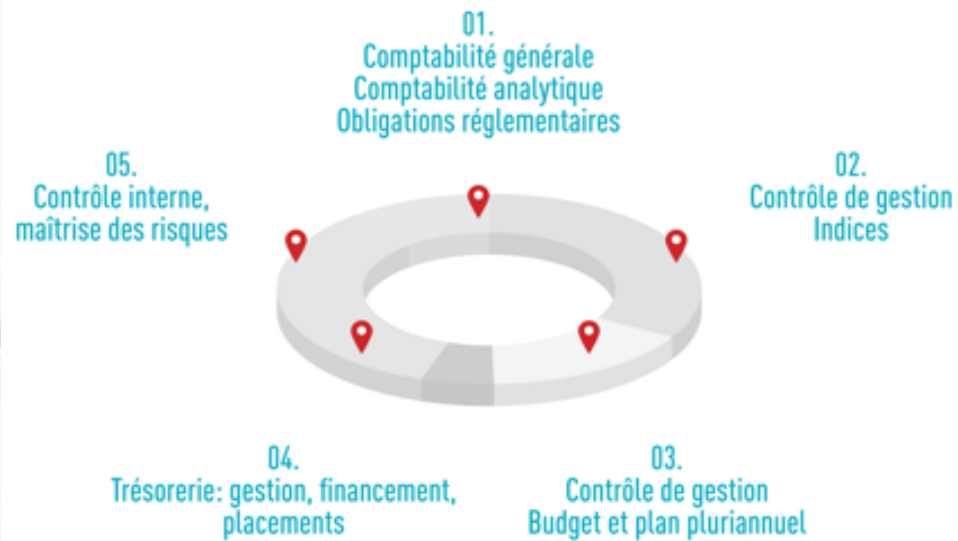 01.
Comptabilité générale
Comptabilité analytique
Obligations réglementaires
02.
Contrôle de gestion
Indices
03.
Contrôle de gestion
Budget et plan pluriannuel
04.
Trésorerie: gestion, financement,
placements
05.
Contrôle interne,
maîtrise des risques